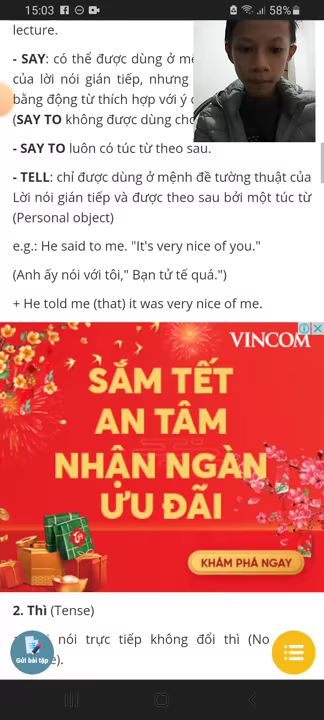 15:03
58%
lecture.
- SAY: có thể được dùng ở
của lời nói gián tiếp, nhưng
bằng động từ thích hợp với ý
(SAY TO không được dùng
- SAY TO luôn có túc từ theo sau.
- TELL: chỉ được dùng ở mệnh đề tường thuật của
Lời nói gián tiếp và được theo sau bởi một túc từ
(Personal object)
e.g.: He said to me. "It's very nice of you."
(Anh ấy nói với tôi," Bạn tử tế quá.")
+ He told me (that) it was very nice of me.
VINCOM
SẮM TẾT
AN TÂM
NHẬN NGÀN
ƯU ĐÃI
KHÁM PHÁ NGAY
2. Thì (Tense)
nói trực tiếp không đổi thì (No
Gửi bài tập